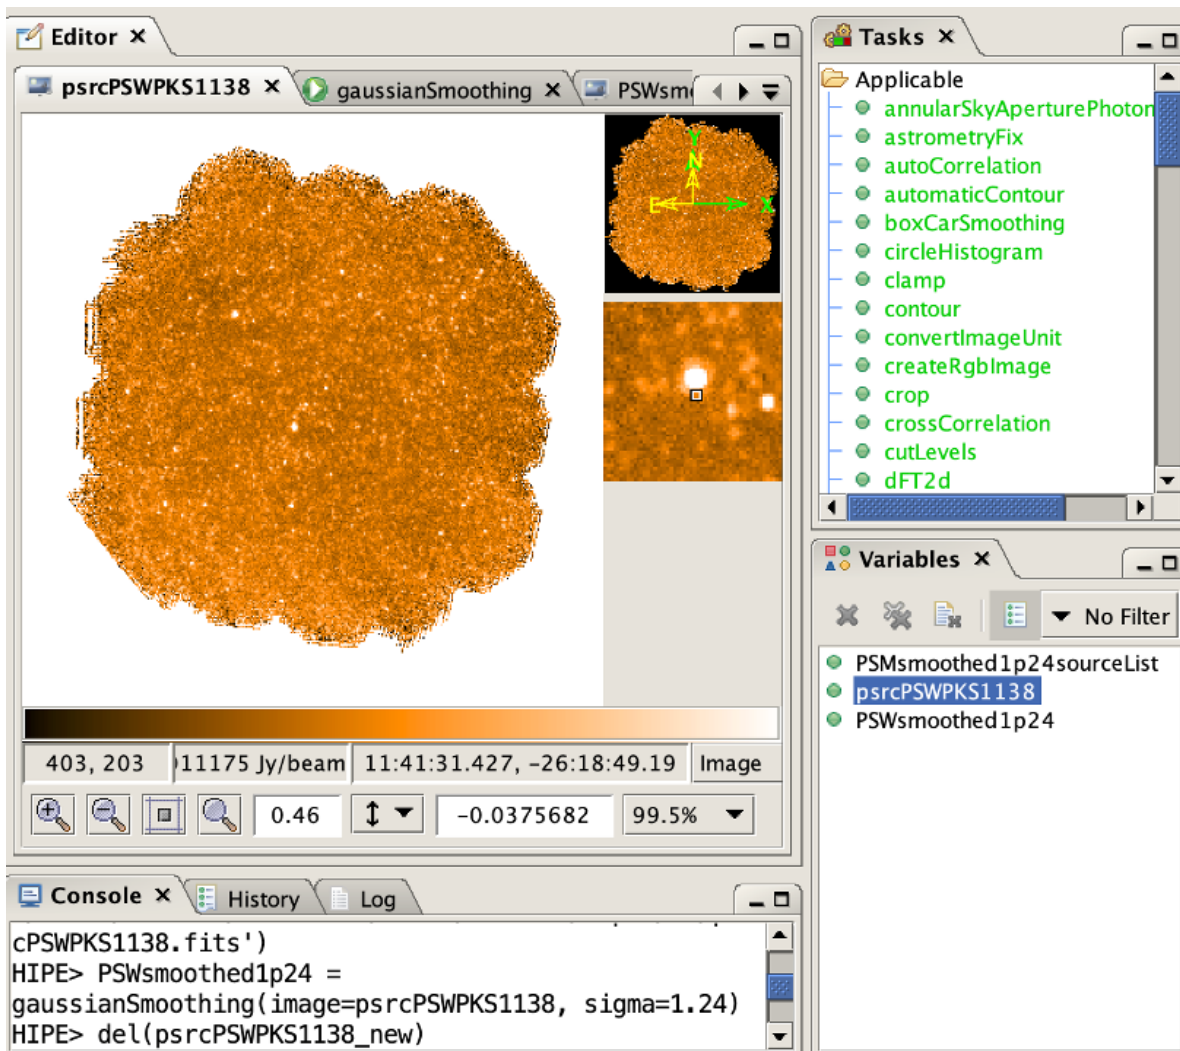 Editor
psrcPSWPKS1138
gaussianSmoothing
PSWsm
Y
N
E
X
403, 203
11175 Jy/beam
11:41:31.427, -26:18:49.19
Image
0.46
-0.0375682
99.5%
Console
History
Log
cPSWPKS1138.fits')
HIPE> PSWsmoothed1p24 =
gaussianSmoothing(image=psrcPSWPKS1138, sigma=1.24)
HIPE> del(psrcPSWPKS1138_new)
Tasks
Applicable
annularSkyAperturePhoton
astrometryFix
autoCorrelation
automaticContour
boxCarSmoothing
circleHistogram
clamp
contour
convertImageUnit
createRgbImage
crop
crossCorrelation
cutLevels
dFT2d
Variables
No Filter
PSMsmoothed1p24sourceList
psrcPSWPKS1138
PSWsmoothed1p24